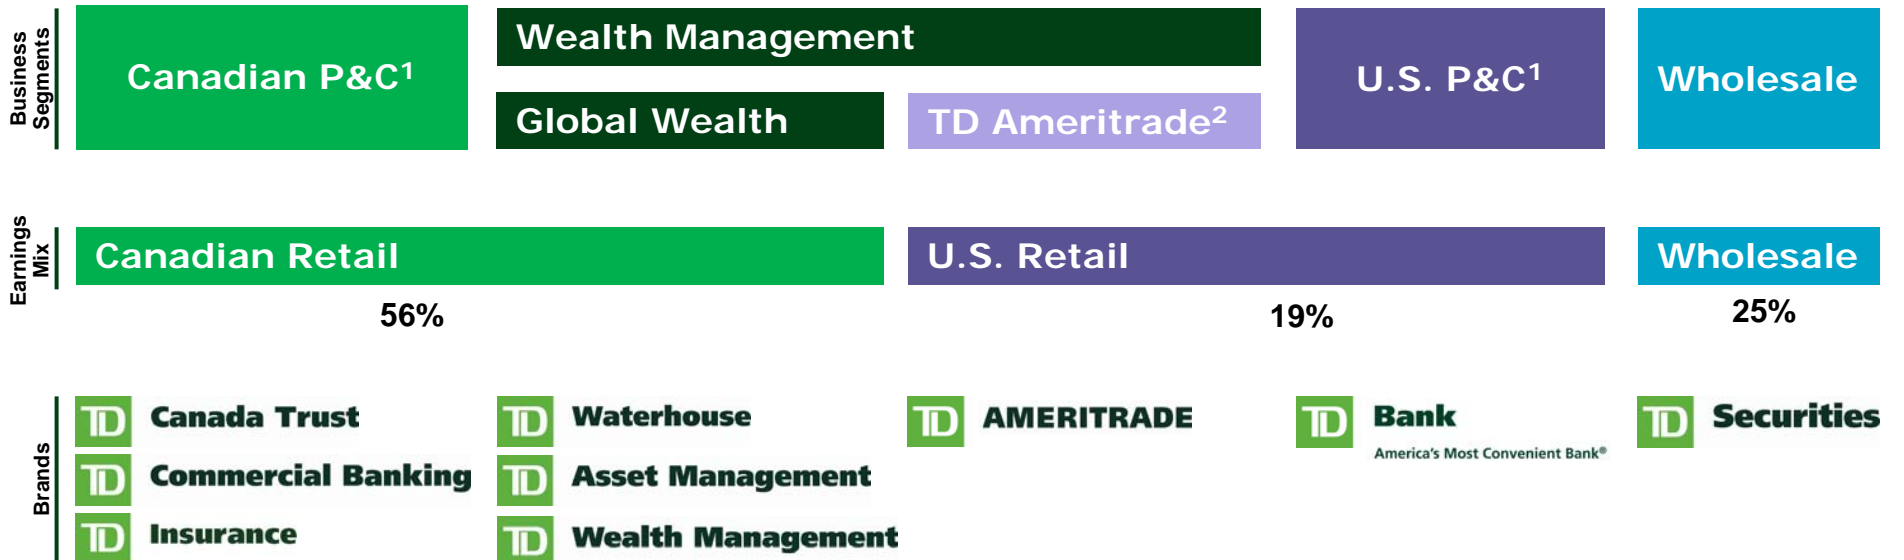 Business
Segments
Canadian P&C¹
Wealth Management
Global Wealth
TD Ameritrade²
U.S. P&C¹
Wholesale
Earnings
Mix
Canadian Retail
U.S. Retail
Wholesale
56%
19%
25%
Brands
TD Canada Trust
TD Commercial Banking
TD Insurance
TD Waterhouse
TD Asset Management
TD Wealth Management
TD AMERITRADE
TD Bank
America's Most Convenient Bank®
TD Securities